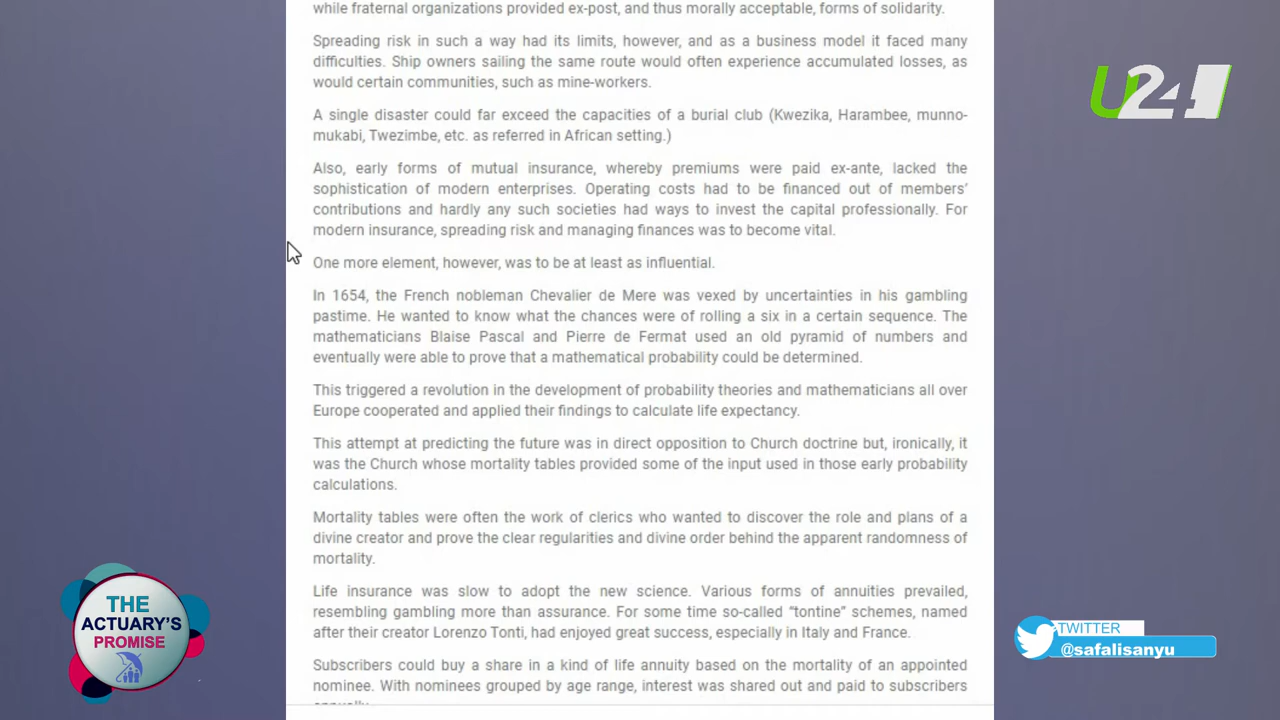 while fraternal organizations provided ex-post, and thus morally acceptable, forms of solidarity.
Spreading risk in such a way had its limits, however, and as a business model it faced many
difficulties. Ship owners sailing the same route would often experience accumulated losses, as
would certain communities, such as mine-workers.
A single disaster could far exceed the capacities of a burial club (Kwezika, Harambee, munno-
mukabi, Twezimbe, etc. as referred in African setting.)
Also, early forms of mutual insurance, whereby premiums were paid ex-ante, lacked the
sophistication of modern enterprises. Operating costs had to be financed out of members’
contributions and hardly any such societies had ways to invest the capital professionally. For
modern insurance, spreading risk and managing finances was to become vital.
One more element, however, was to be at least as influential.
In 1654, the French nobleman Chevalier de Mere was vexed by uncertainties in his gambling
pastime. He wanted to know what the chances were of rolling a six in a certain sequence. The
mathematicians Blaise Pascal and Pierre de Fermat used an old pyramid of numbers and
eventually were able to prove that a mathematical probability could be determined.
This triggered a revolution in the development of probability theories and mathematicians all over
Europe cooperated and applied their findings to calculate life expectancy.
This attempt at predicting the future was in direct opposition to Church doctrine but, ironically, it
was the Church whose mortality tables provided some of the input used in those early probability
calculations.
Mortality tables were often the work of clerics who wanted to discover the role and plans of a
divine creator and prove the clear regularities and divine order behind the apparent randomness of
mortality.
Life insurance was slow to adopt the new science. Various forms of annuities prevailed,
resembling gambling more than assurance. For some time so-called “tontine” schemes, named
after their creator Lorenzo Tonti, had enjoyed great success, especially in Italy and France.
Subscribers could buy a share in a kind of life annuity based on the mortality of an appointed
nominee. With nominees grouped by age range, interest was shared out and paid to subscribers
annually.
U24
THE
ACTUARY'S
PROMISE
TWITTER
@safalisanyu